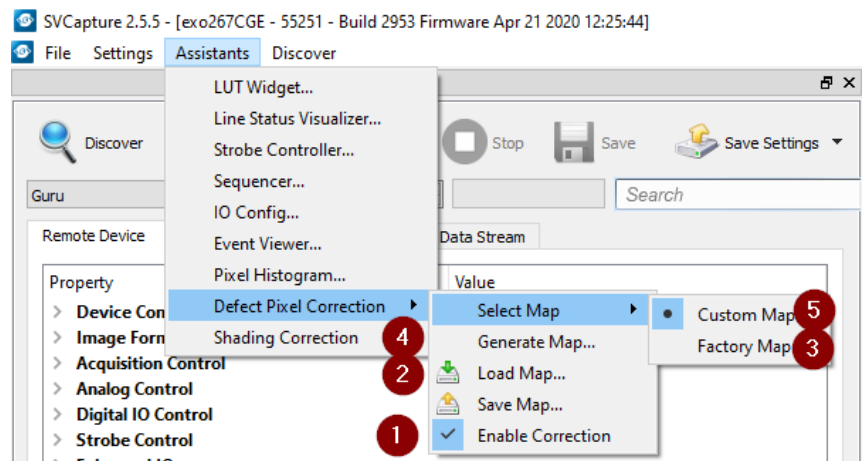 SVCapture 2.5.5 - [exo267CGE - 55251 - Build 2953 Firmware Apr 21 2020 12:25:44]
File Settings Assistants Discover
LUT Widget...
Line Status Visualizer...
Strobe Controller...
Sequencer...
IO Config...
Event Viewer...
Pixel Histogram...
Defect Pixel Correction
Shading Correction 4
Discover
Stop
Save
Save Settings
Guru
Search
Remote Device
Data Stream
Property
Value
Device Con
Image Form
Acquisition Control
Analog Control
Digital IO Control
Strobe Control
Select Map
Generate Map...
2 Load Map...
Save Map...
1 Enable Correction
Custom Map 5
Factory Map 3